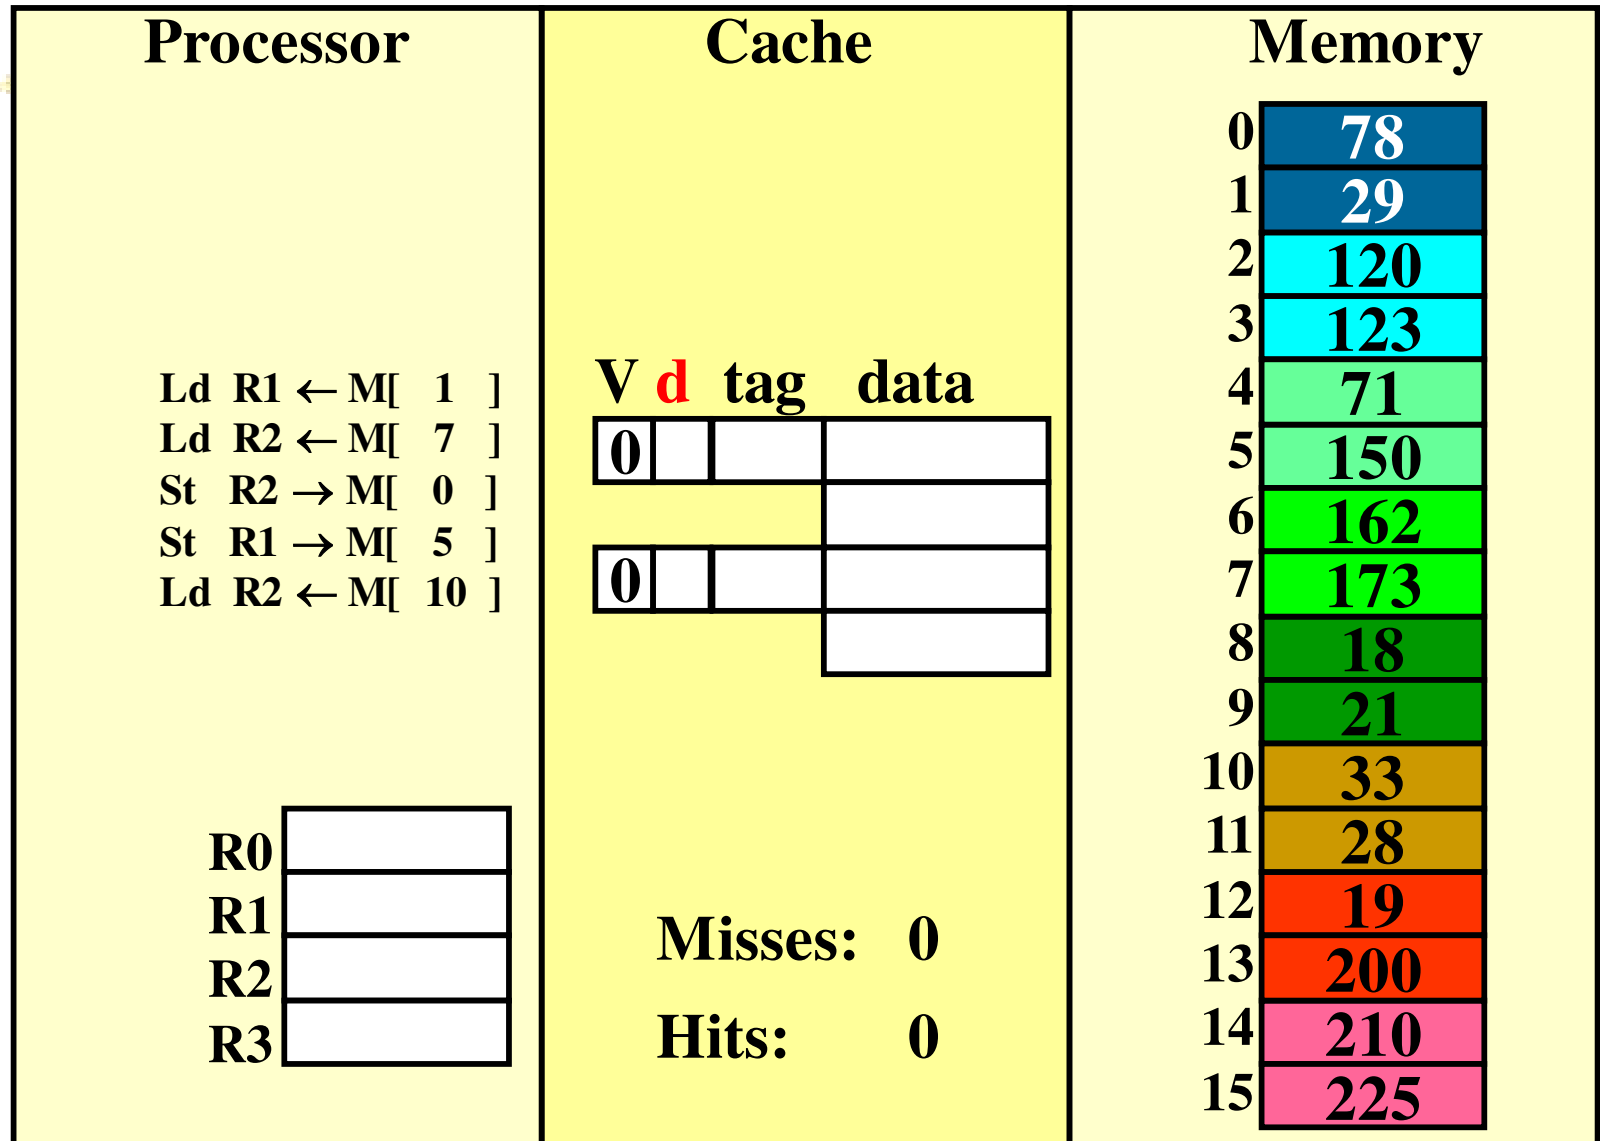 Processor
Ld R1 ← M[ 1 ]
Ld R2 ← M[ 7 ]
St R2 → M[ 0 ]
St R1 → M[ 5 ]
Ld R2 ← M[ 10 ]
R0
R1
R2
R3
Cache
V d tag data
0
0
Misses: 0
Hits: 0
Memory
0 78
1 29
2 120
3 123
4 71
5 150
6 162
7 173
8 18
9 21
10 33
11 28
12 19
13 200
14 210
15 225